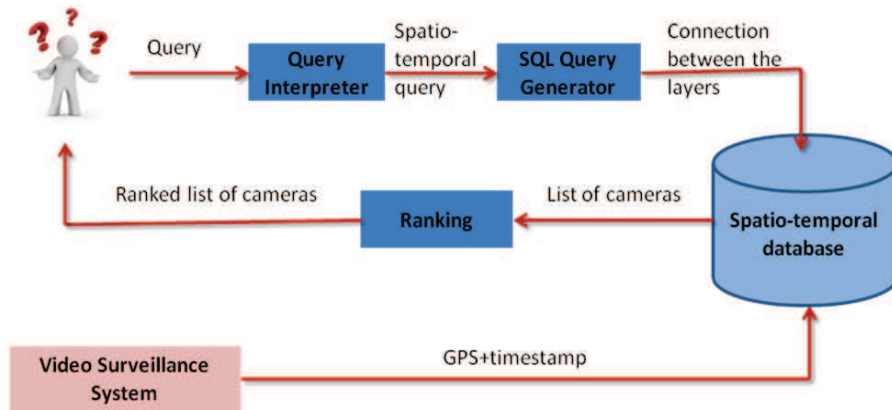 Query
Query
Interpreter
Spatio-
temporal
query
SQL Query
Generator
Connection
between the
layers
Ranked list of cameras
Ranking
List of cameras
Spatio-temporal
database
Video Surveillance
System
GPS+timestamp